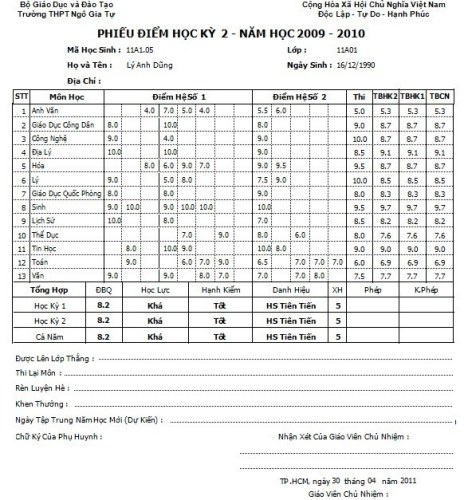 Bộ Giáo Dục và Đào Tạo Cộng Hòa Xã Hội Chủ Nghĩa Việt Nam
Trường THPT Ngô Gia Tự Độc Lập - Tự Do - Hạnh Phúc
PHIẾU ĐIỂM HỌC KỲ 2 - NĂM HỌC 2009 - 2010
Mã Học Sinh : 11A1.05 Lớp : 11A01
Họ và Tên : Lý Anh Dũng Ngày Sinh : 16/12/1990
Địa Chỉ :
STT Môn Học Điểm Hệ Số 1 Điểm Hệ Số 2 Thi TBHK2 TBHK1 TBCN
1 Anh Văn 4.0 7.0 5.0 4.0 5.5 6.0 5.0 5.3 5.3 5.3
2 Giáo Dục Công Dân 8.0 10.0 8.0 9.0 8.7 8.7 8.7
3 Công Nghệ 9.0 4.0 9.0 10.0 8.7 8.7 8.7
4 Địa Lý 10.0 10.0 9.0 8.5 9.1 9.1 9.1
5 Hóa 8.0 6.0 9.0 7.0 9.0 9.5 9.5 8.7 8.7 8.7
6 Lý 9.0 5.0 8.0 7.5 9.0 10.0 8.5 8.5 8.5
7 Giáo Dục Quốc Phòng 8.0 8.0 9.0 8.0 8.3 8.3 8.3
8 Sinh 9.0 10.0 9.0 10.0 10.0 10.0 9.5 9.7 9.7 9.7
9 Lịch Sử 10.0 8.0 7.0 8.5 8.2 8.2 8.2
10 Thể Dục 7.0 9.0 8.0 6.0 8.0 7.6 7.6 7.6
11 Tin Học 8.0 10.0 9.0 10.0 8.0 9.0 9.0 9.0 9.0
12 Toán 9.0 6.0 7.0 9.0 6.5 7.0 7.0 7.0 6.0 6.9 6.9 6.9
13 Văn 9.0 9.0 8.0 7.0 7.0 7.0 8.0 7.5 7.7 7.7 7.7
Tổng Hợp ĐBQ Học Lực Hạnh Kiểm Danh Hiệu XH Phép K.Phép
Học Kỳ 1 8.2 Khá Tốt HS Tiên Tiến 5
Học Kỳ 2 8.2 Khá Tốt HS Tiên Tiến 5
Cả Năm 8.2 Khá Tốt HS Tiên Tiến 5
Được Lên Lớp Thẳng :
Thi Lại Môn :
Rèn Luyện Hè :
Khen Thưởng :
Ngày Tập Trung Năm Học Mới (Dự Kiến) :
Chữ Ký Của Phụ Huynh : Nhận Xét Của Giáo Viên Chủ Nhiệm :
TP.HCM, ngày 30 tháng 04 năm 2011
Giáo Viên Chủ Nhiệm :